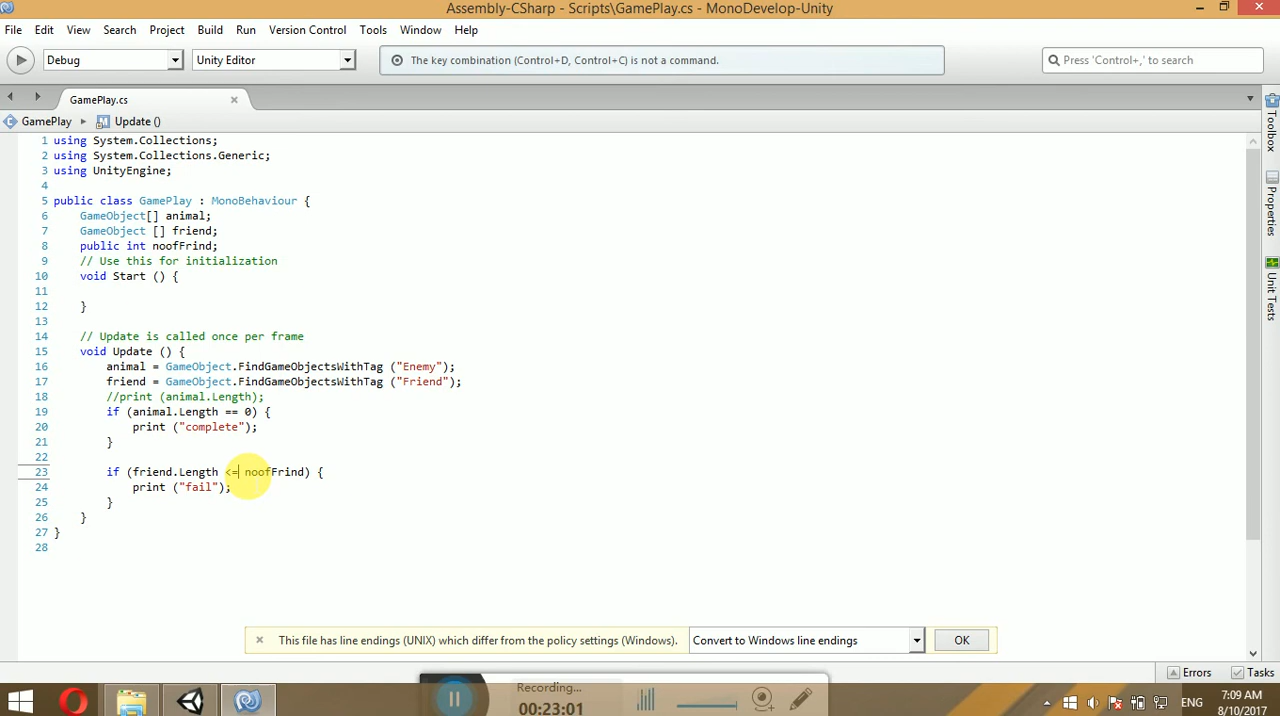 Assembly-CSharp - Scripts\GamePlay.cs - MonoDevelop-Unity
File Edit View Search Project Build Run Version Control Tools Window Help
Debug Unity Editor The key combination (Control+D, Control+C) is not a command. Press 'Control+,' to search
GamePlay.cs
GamePlay Update ()
1 using System.Collections;
2 using System.Collections.Generic;
3 using UnityEngine;
4
5 public class GamePlay : MonoBehaviour {
6 GameObject[] animal;
7 GameObject [] friend;
8 public int noofFrind;
9 // Use this for initialization
10 void Start () {
11
12 }
13
14 // Update is called once per frame
15 void Update () {
16 animal = GameObject.FindGameObjectsWithTag ("Enemy");
17 friend = GameObject.FindGameObjectsWithTag ("Friend");
18 //print (animal.Length);
19 if (animal.Length == 0) {
20 print ("complete");
21 }
22
23 if (friend.Length <= noofFrind) {
24 print ("fail");
25 }
26 }
27 }
28
Toolbox
Properties
Unit Tests
This file has line endings (UNIX) which differ from the policy settings (Windows). Convert to Windows line endings OK
Errors Tasks
Recording...
00:23:01
ENG
7:09 AM
8/10/2017